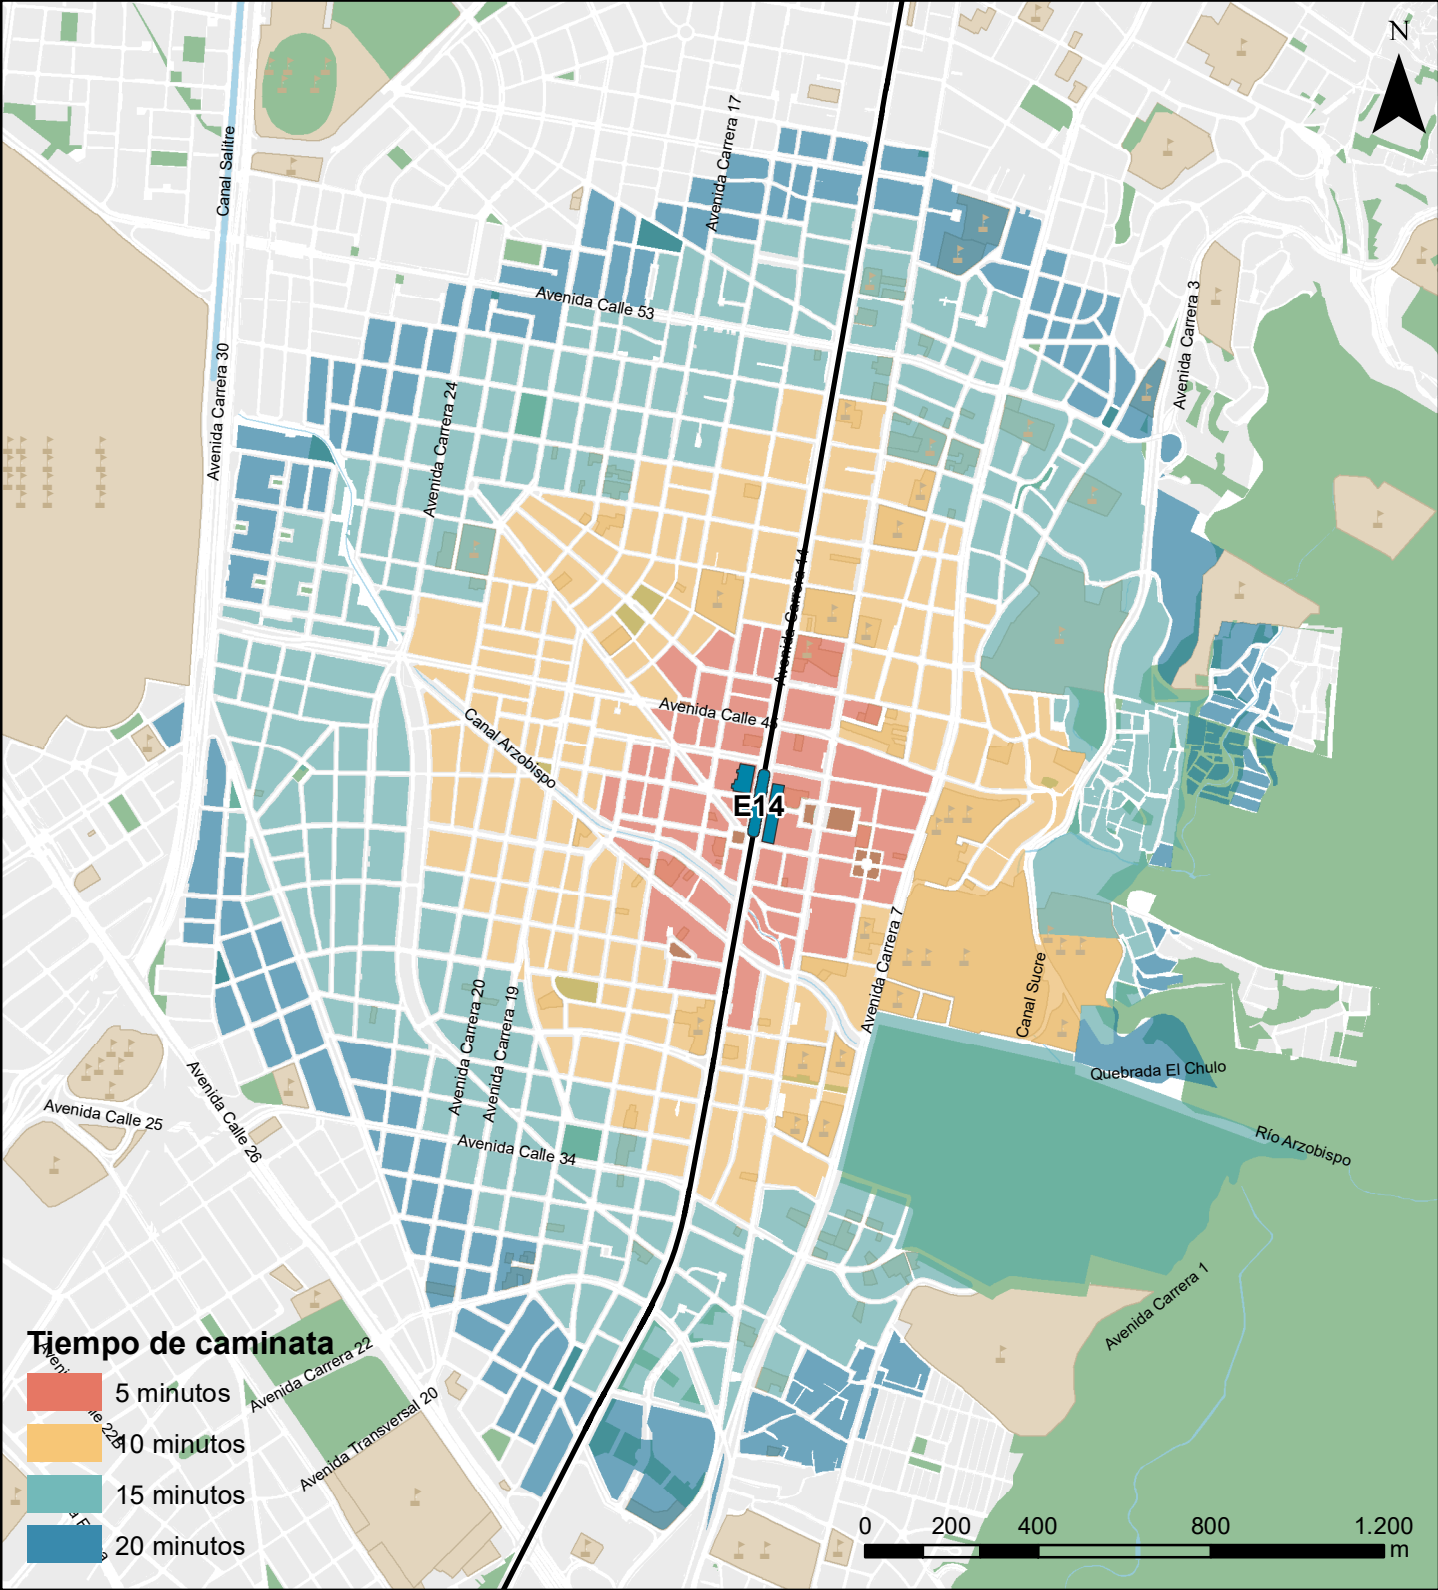 N
Avenida Carrera 17
Canal Salitre
Avenida Carrera 3
Avenida Calle 53
Avenida Carrera 30
Avenida Carrera 24
Avenida Carrera 14
Avenida Calle 45
Canal Arzobispo
E14
Avenida Carrera 7
Canal Sucre
Avenida Carrera 20
Avenida Carrera 19
Quebrada El Chulo
Avenida Calle 26
Avenida Calle 25
Río Arzobispo
Avenida Calle 34
Avenida Carrera 1
Avenida Carrera 22
Avenida Transversal 20
Tiempo de caminata
5 minutos
10 minutos
15 minutos
20 minutos
0 200 400 800 1.200
m